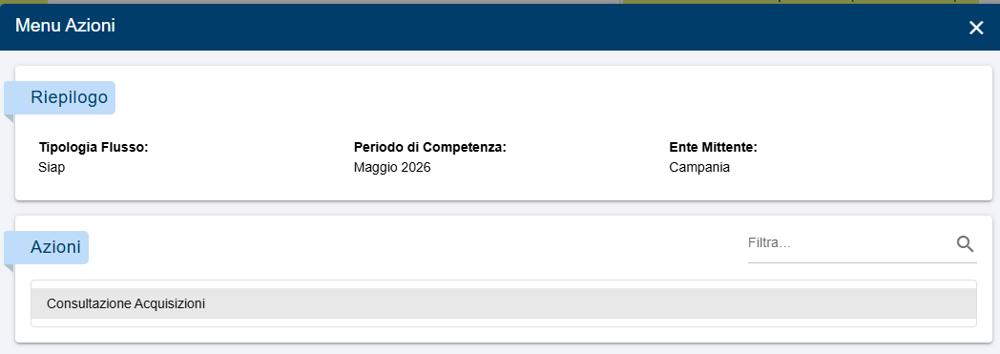 Menu Azioni
Riepilogo
Tipologia Flusso: Periodo di Competenza: Ente Mittente:
Siap Maggio 2026 Campania
Azioni
Filtra...
Consultazione Acquisizioni